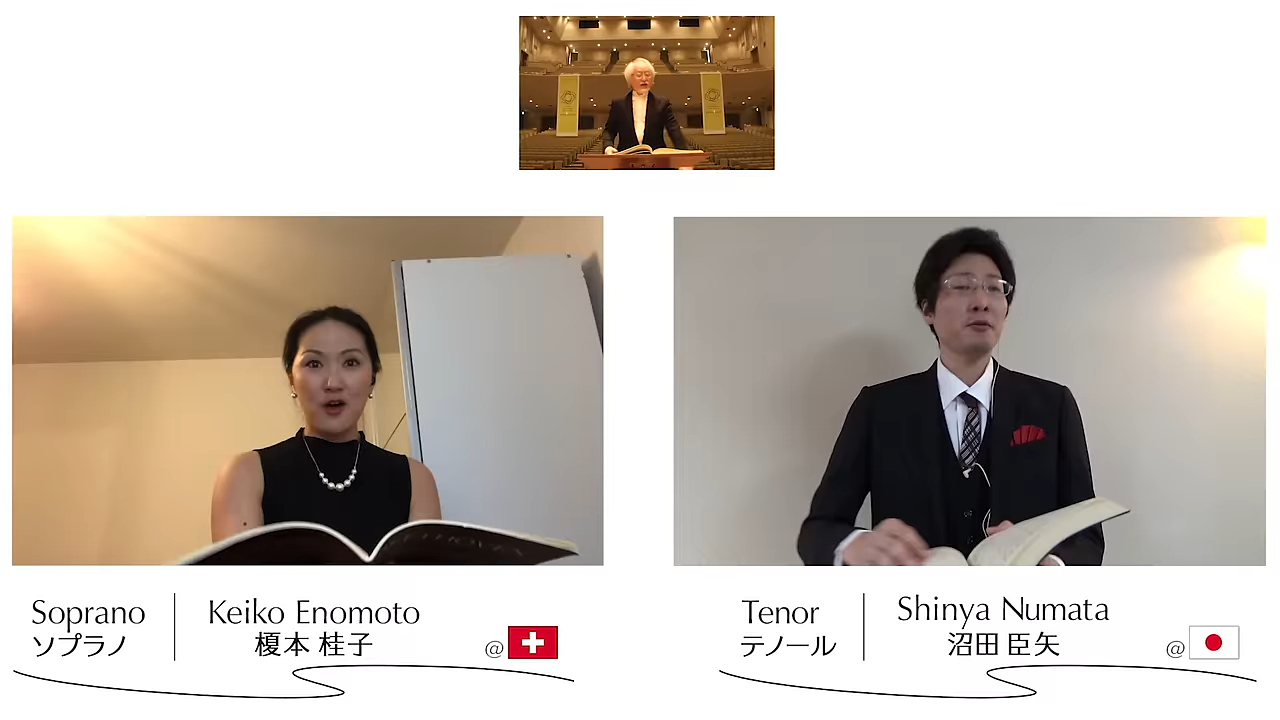 Soprano
ソプラノ
Keiko Enomoto
榎本 桂子
@
Tenor
テノール
Shinya Numata
沼田 臣矢
@